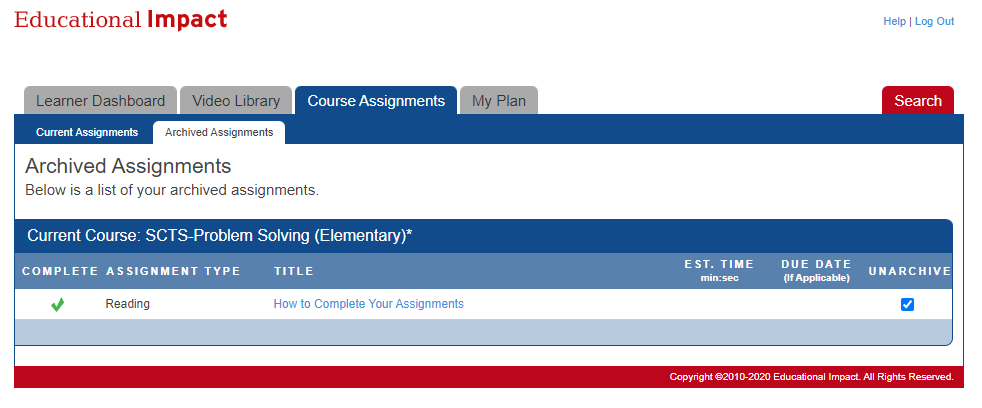 Educational Impact
Help | Log Out
Learner Dashboard Video Library Course Assignments My Plan Search
Current Assignments Archived Assignments
Archived Assignments
Below is a list of your archived assignments.
Current Course: SCTS-Problem Solving (Elementary)*
COMPLETE ASSIGNMENT TYPE TITLE EST. TIME min:sec DUE DATE (If Applicable) UNARCHIVE
Reading How to Complete Your Assignments
Copyright ©2010-2020 Educational Impact. All Rights Reserved.